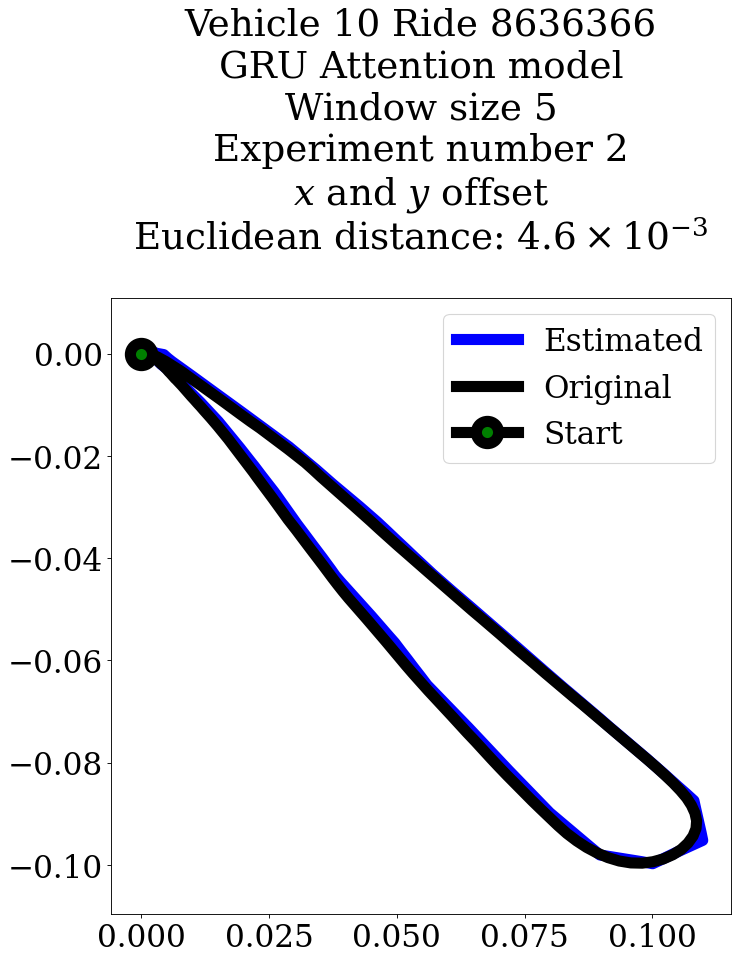 Vehicle 10 Ride 8636366
GRU Attention model
Window size 5
Experiment number 2
x and y offset
Euclidean distance: 4.6 × 10⁻³
Estimated
Original
Start
0.00
−0.02
−0.04
−0.06
−0.08
−0.10
0.000 0.025 0.050 0.075 0.100